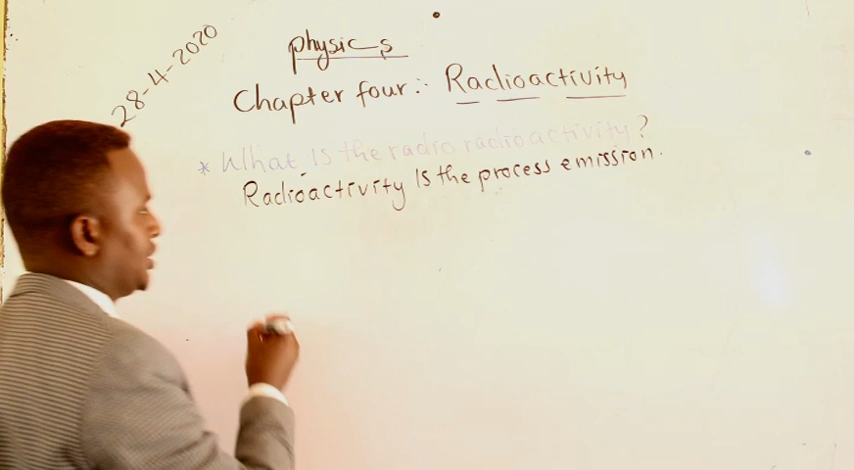 28-4-2020
physics
Chapter four:- Radioactivity
* What is the radio radioactivity?
Radioactivity is the process emission.